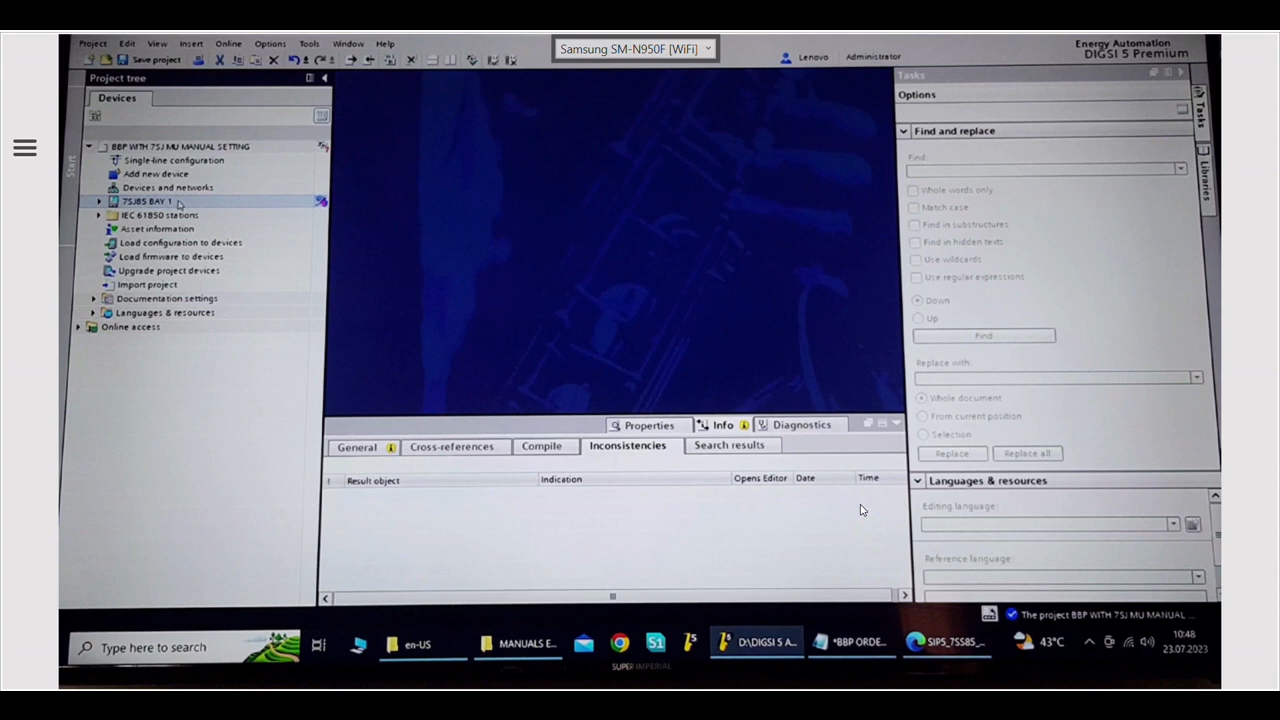 Samsung SM-N950F [WiFi]
Project Edit View Insert Online Options Tools Window Help
Save project
Lenovo Administrator
Energy Automation
DIGSI 5 Premium
Project tree
Devices
Start
BBP WITH 7SJ MU MANUAL SETTING
Single-line configuration
Add new device
Devices and networks
7SJ85 BAY 1
IEC 61850 stations
Asset information
Load configuration to devices
Load firmware to devices
Upgrade project devices
Import project
Documentation settings
Languages & resources
Online access
Properties Info Diagnostics
General Cross-references Compile Inconsistencies Search results
! Result object Indication Opens Editor Date Time
Tasks
Options
Find and replace
Find:
Whole words only
Match case
Find in substructures
Find in hidden texts
Use wildcards
Use regular expressions
Down
Up
Find
Replace with:
Whole document
From current position
Selection
Replace Replace all
Languages & resources
Editing language:
Reference language:
Tasks
Libraries
The project BBP WITH 7SJ MU MANUAL ...
Type here to search
en-US
MANUALS E...
D:\DIGSI 5 A...
*BBP ORDE...
SIP5_7SS85_...
43°C
10:48
23.07.2023
SUPER IMPERIAL